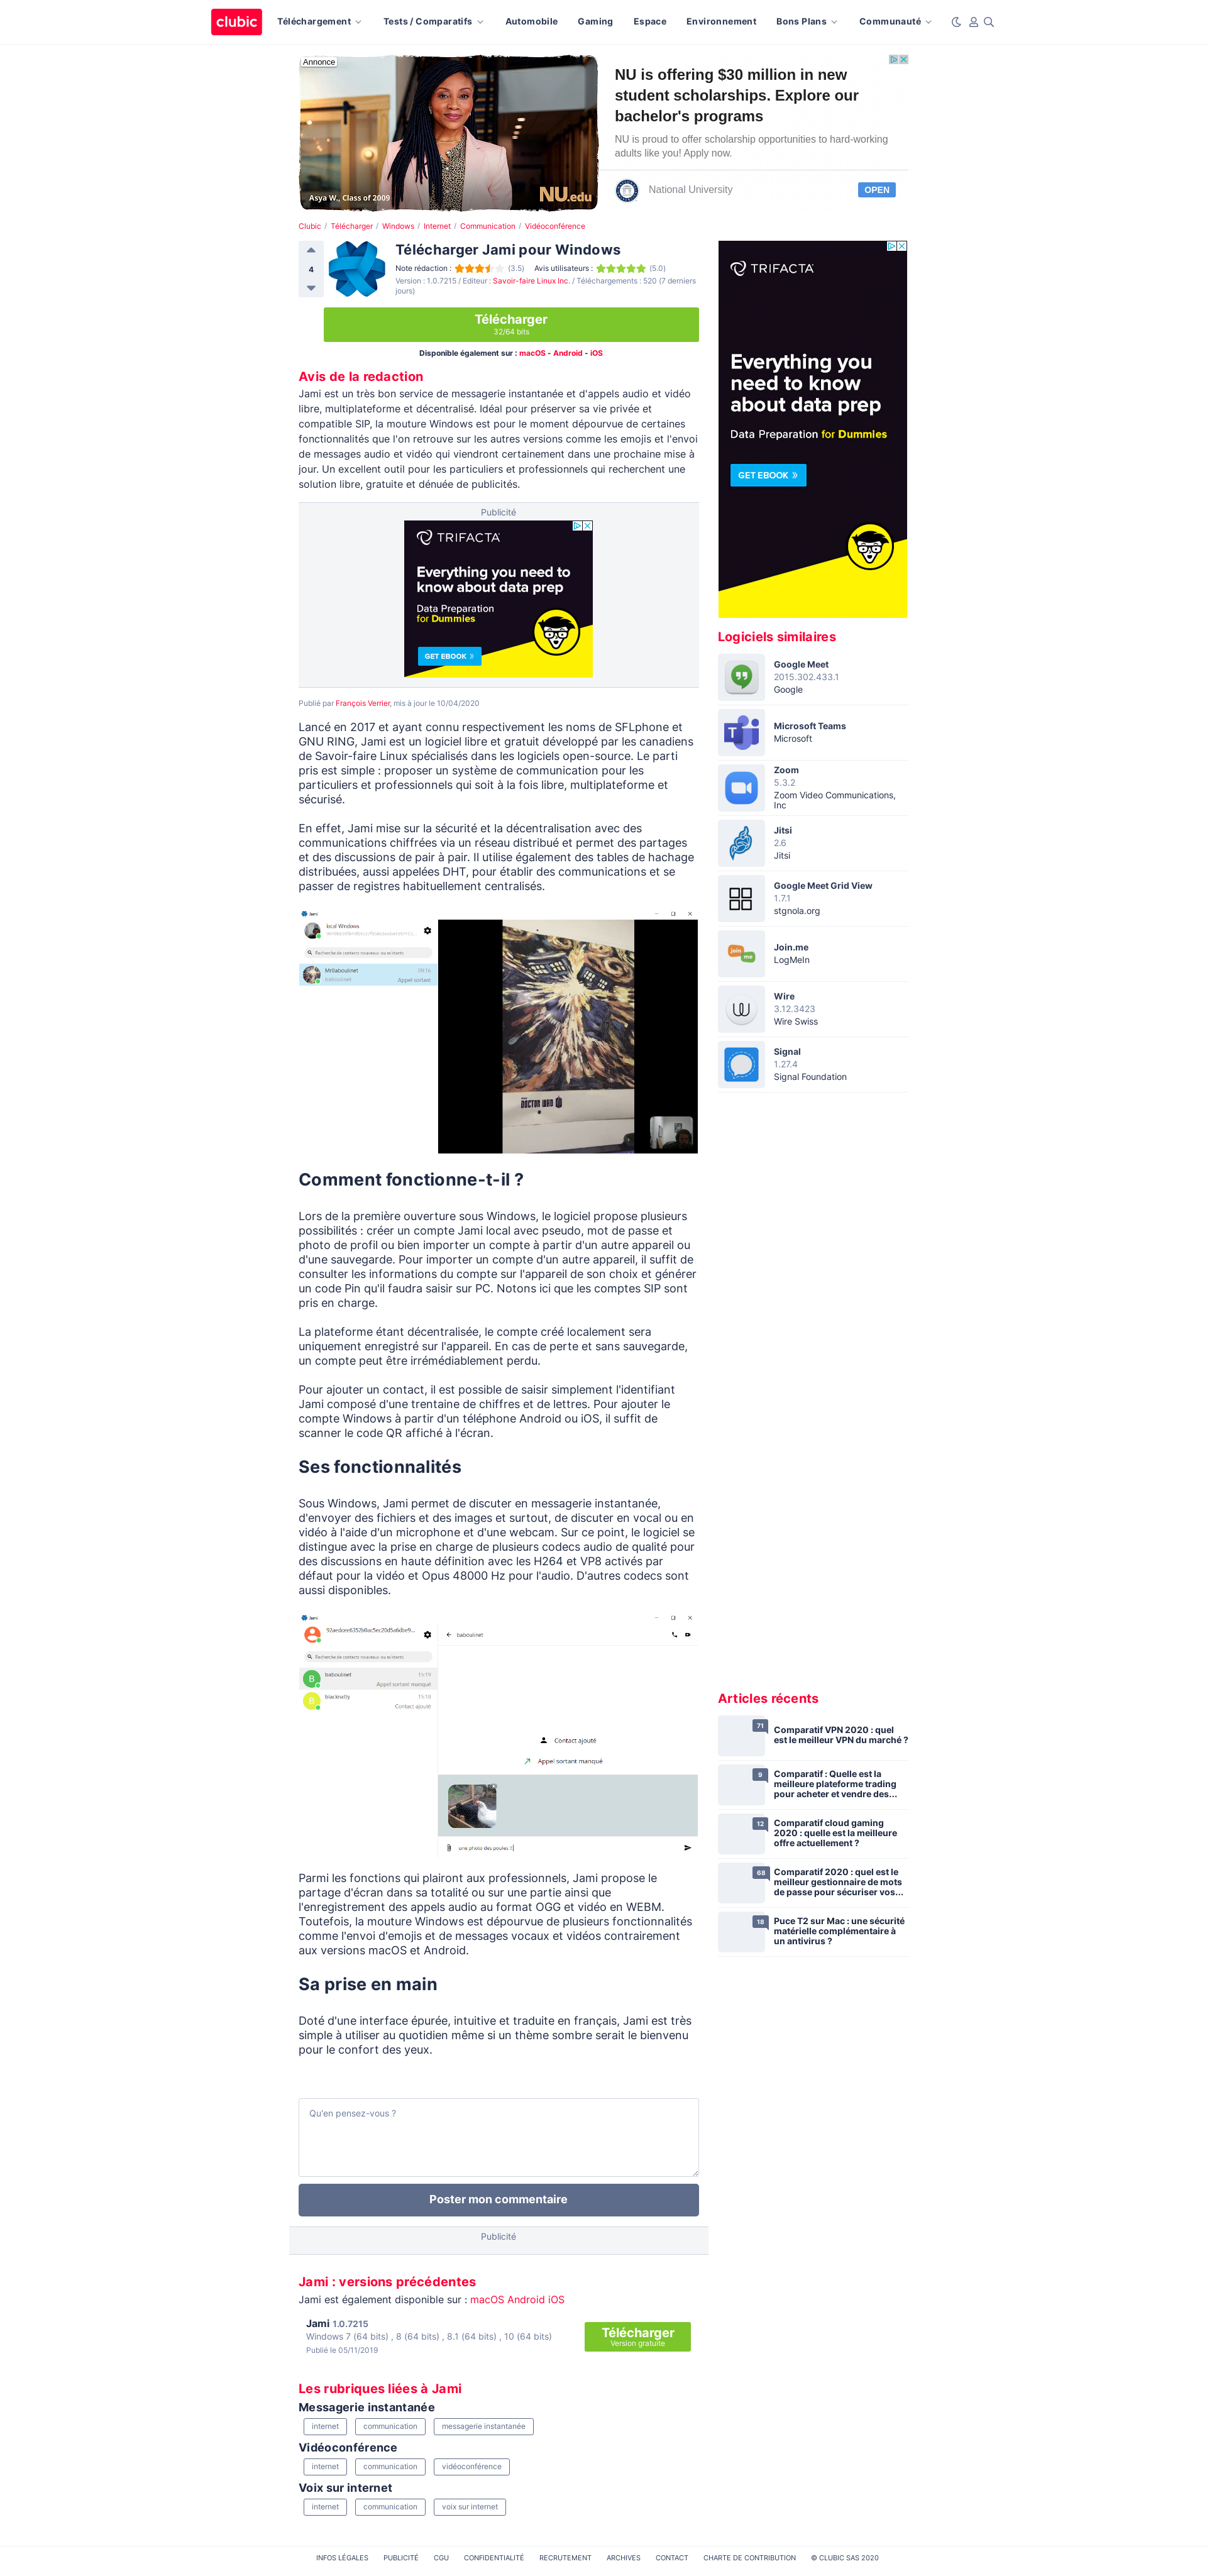 clubic
Téléchargement
Tests / Comparatifs
Automobile
Gaming
Espace
Environnement
Bons Plans
Communauté
Annonce
Asya W., Class of 2009
NU.edu
NU is offering $30 million in new
student scholarships. Explore our
bachelor's programs
NU is proud to offer scholarship opportunities to hard-working
adults like you! Apply now.
National University
OPEN
Clubic / Télécharger / Windows / Internet / Communication / Vidéoconférence
4
Télécharger Jami pour Windows
Note rédaction : (3.5) Avis utilisateurs : (5.0)
Version : 1.0.7215 / Editeur : Savoir-faire Linux Inc. / Téléchargements : 520 (7 derniers
jours)
Télécharger
32/64 bits
Disponible également sur : macOS - Android - iOS
Avis de la redaction
Jami est un très bon service de messagerie instantanée et d'appels audio et vidéo
libre, multiplateforme et décentralisé. Idéal pour préserver sa vie privée et
compatible SIP, la mouture Windows est pour le moment dépourvue de certaines
fonctionnalités que l'on retrouve sur les autres versions comme les emojis et l'envoi
de messages audio et vidéo qui viendront certainement dans une prochaine mise à
jour. Un excellent outil pour les particuliers et professionnels qui recherchent une
solution libre, gratuite et dénuée de publicités.
Publicité
TRIFACTA
Everything you need to
know about data prep
Data Preparation
for Dummies
GET EBOOK »
Publié par François Verrier, mis à jour le 10/04/2020
Lancé en 2017 et ayant connu respectivement les noms de SFLphone et
GNU RING, Jami est un logiciel libre et gratuit développé par les canadiens
de Savoir-faire Linux spécialisés dans les logiciels open-source. Le parti
pris est simple : proposer un système de communication pour les
particuliers et professionnels qui soit à la fois libre, multiplateforme et
sécurisé.
En effet, Jami mise sur la sécurité et la décentralisation avec des
communications chiffrées via un réseau distribué et permet des partages
et des discussions de pair à pair. Il utilise également des tables de hachage
distribuées, aussi appelées DHT, pour établir des communications et se
passer de registres habituellement centralisés.
Jami
local Windows
Recherche de contacts nouveaux ou existants
MrBaboulinet
baboulinet
Appel sortant
DOCTOR WHO
Comment fonctionne-t-il ?
Lors de la première ouverture sous Windows, le logiciel propose plusieurs
possibilités : créer un compte Jami local avec pseudo, mot de passe et
photo de profil ou bien importer un compte à partir d'un autre appareil ou
d'une sauvegarde. Pour importer un compte d'un autre appareil, il suffit de
consulter les informations du compte sur l'appareil de son choix et générer
un code Pin qu'il faudra saisir sur PC. Notons ici que les comptes SIP sont
pris en charge.
La plateforme étant décentralisée, le compte créé localement sera
uniquement enregistré sur l'appareil. En cas de perte et sans sauvegarde,
un compte peut être irrémédiablement perdu.
Pour ajouter un contact, il est possible de saisir simplement l'identifiant
Jami composé d'une trentaine de chiffres et de lettres. Pour ajouter le
compte Windows à partir d'un téléphone Android ou iOS, il suffit de
scanner le code QR affiché à l'écran.
Ses fonctionnalités
Sous Windows, Jami permet de discuter en messagerie instantanée,
d'envoyer des fichiers et des images et surtout, de discuter en vocal ou en
vidéo à l'aide d'un microphone et d'une webcam. Sur ce point, le logiciel se
distingue avec la prise en charge de plusieurs codecs audio de qualité pour
des discussions en haute définition avec les H264 et VP8 activés par
défaut pour la vidéo et Opus 48000 Hz pour l'audio. D'autres codecs sont
aussi disponibles.
Jami
Recherche de contacts nouveaux ou existants
B
baboulinet
15:19
Appel sortant manqué
B
blacknelly
15:18
Contact ajouté
baboulinet
Contact ajouté
Appel sortant manqué
une photo des poules !!
Parmi les fonctions qui plairont aux professionnels, Jami propose le
partage d'écran dans sa totalité ou sur une partie ainsi que
l'enregistrement des appels audio au format OGG et vidéo en WEBM.
Toutefois, la mouture Windows est dépourvue de plusieurs fonctionnalités
comme l'envoi d'emojis et de messages vocaux et vidéos contrairement
aux versions macOS et Android.
Sa prise en main
Doté d'une interface épurée, intuitive et traduite en français, Jami est très
simple à utiliser au quotidien même si un thème sombre serait le bienvenu
pour le confort des yeux.
Qu'en pensez-vous ?
Poster mon commentaire
Publicité
Jami : versions précédentes
Jami est également disponible sur : macOS Android iOS
Jami 1.0.7215
Windows 7 (64 bits) , 8 (64 bits) , 8.1 (64 bits) , 10 (64 bits)
Publié le 05/11/2019
Télécharger
Version gratuite
Les rubriques liées à Jami
Messagerie instantanée
internet
communication
messagerie instantanée
Vidéoconférence
internet
communication
vidéoconférence
Voix sur internet
internet
communication
voix sur internet
TRIFACTA
Everything you
need to know
about data prep
Data Preparation for Dummies
GET EBOOK »
Logiciels similaires
Google Meet
2015.302.433.1
Google
Microsoft Teams
Microsoft
Zoom
5.3.2
Zoom Video Communications,
Inc
Jitsi
2.6
Jitsi
Google Meet Grid View
1.7.1
stgnola.org
join me
Join.me
LogMeIn
Wire
3.12.3423
Wire Swiss
Signal
1.27.4
Signal Foundation
Articles récents
71
Comparatif VPN 2020 : quel
est le meilleur VPN du marché ?
9
Comparatif : Quelle est la
meilleure plateforme trading
pour acheter et vendre des...
12
Comparatif cloud gaming
2020 : quelle est la meilleure
offre actuellement ?
68
Comparatif 2020 : quel est le
meilleur gestionnaire de mots
de passe pour sécuriser vos...
18
Puce T2 sur Mac : une sécurité
matérielle complémentaire à
un antivirus ?
INFOS LÉGALES
PUBLICITÉ
CGU
CONFIDENTIALITÉ
RECRUTEMENT
ARCHIVES
CONTACT
CHARTE DE CONTRIBUTION
© CLUBIC SAS 2020